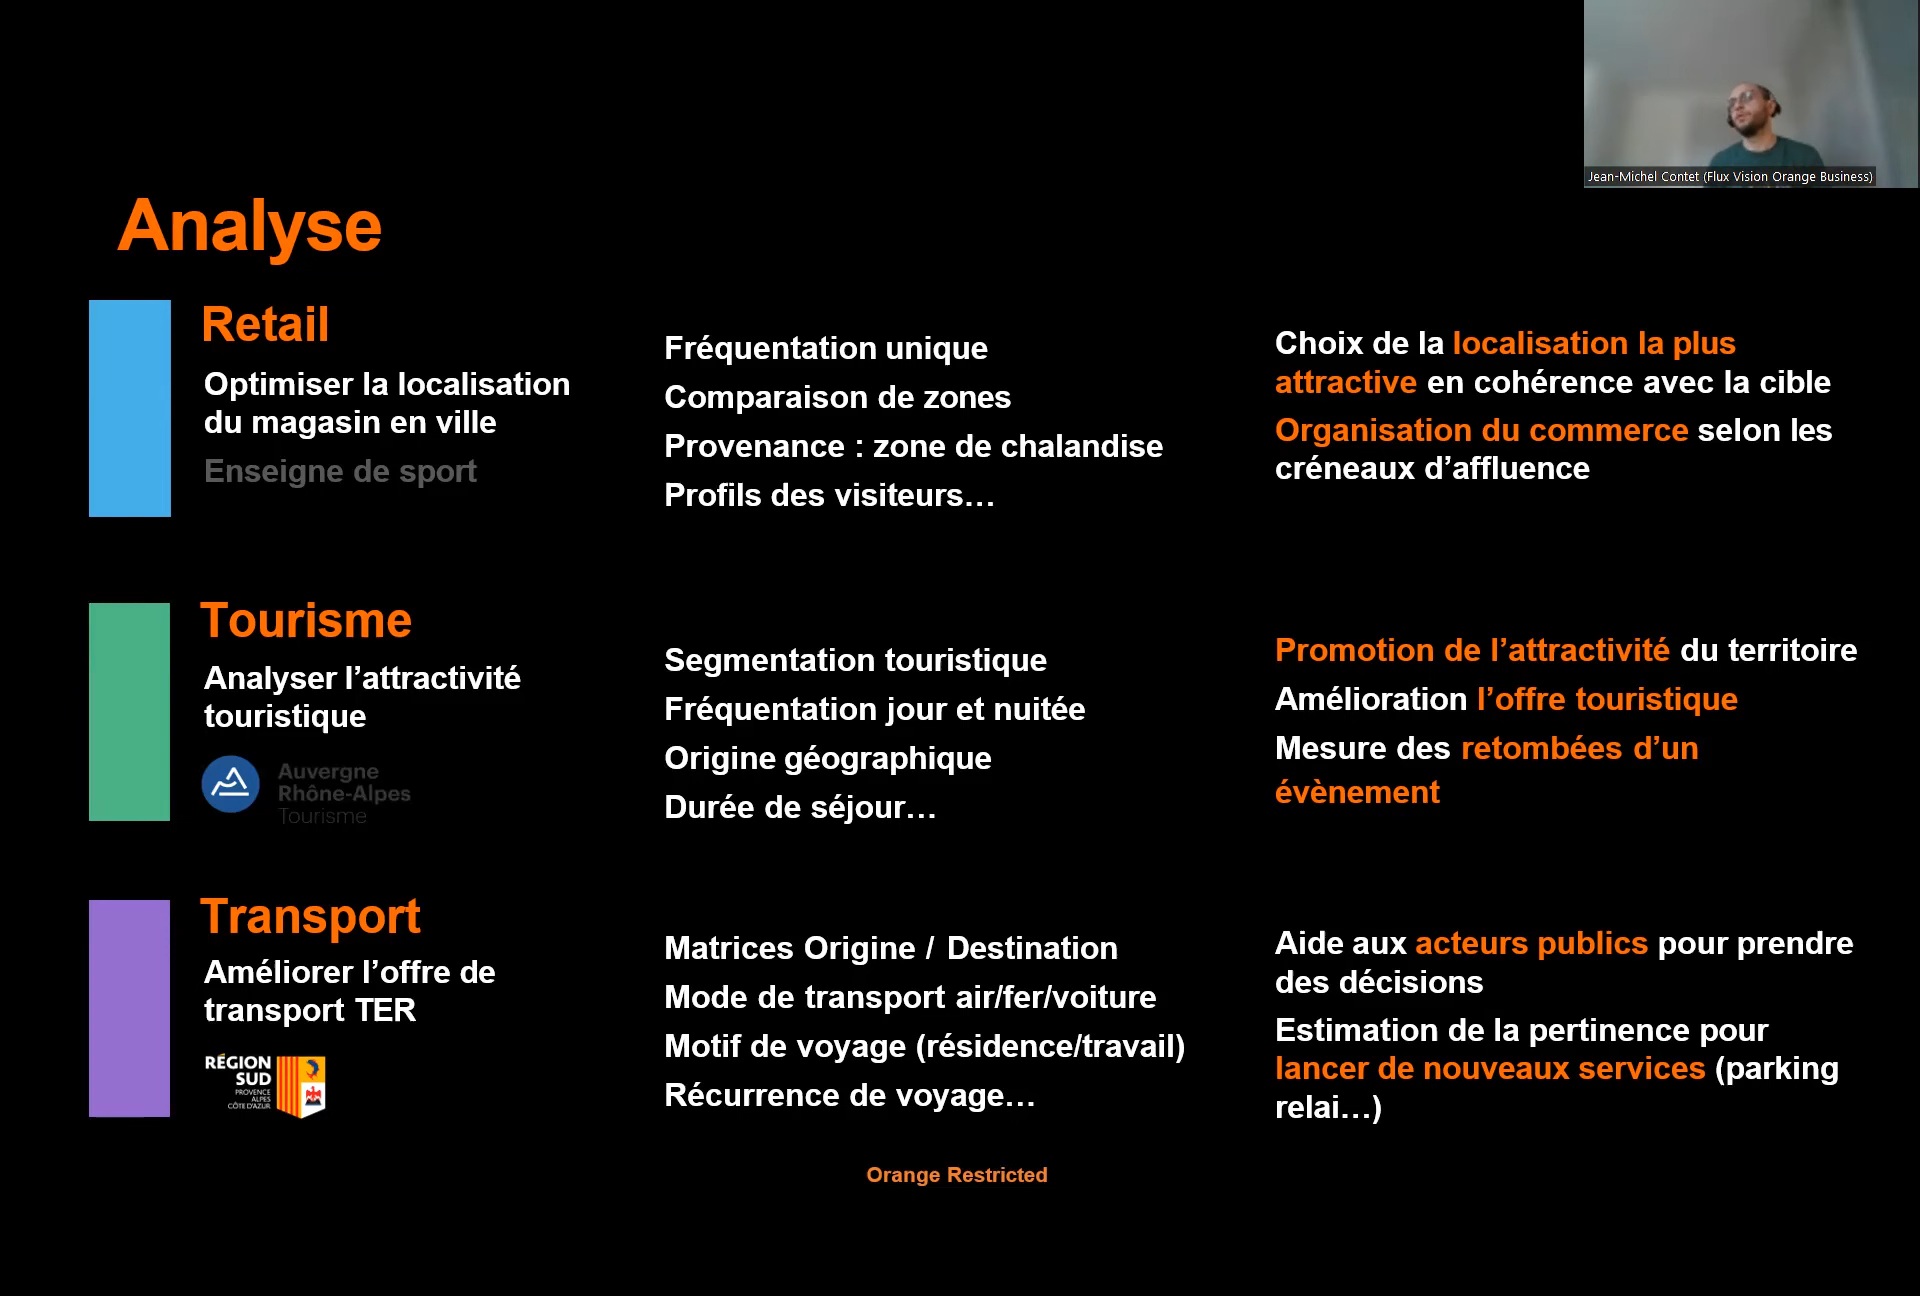 Jean-Michel Contet (Flux Vision Orange Business)
Analyse
Retail
Optimiser la localisation
du magasin en ville
Enseigne de sport
Fréquentation unique
Comparaison de zones
Provenance : zone de chalandise
Profils des visiteurs…
Choix de la localisation la plus
attractive en cohérence avec la cible
Organisation du commerce selon les
créneaux d’affluence
Tourisme
Analyser l’attractivité
touristique
Auvergne
Rhône-Alpes
Tourisme
Segmentation touristique
Fréquentation jour et nuitée
Origine géographique
Durée de séjour…
Promotion de l’attractivité du territoire
Amélioration l’offre touristique
Mesure des retombées d’un
évènement
Transport
Améliorer l’offre de
transport TER
RÉGION
SUD
PROVENCE
ALPES
CÔTE D'AZUR
Matrices Origine / Destination
Mode de transport air/fer/voiture
Motif de voyage (résidence/travail)
Récurrence de voyage…
Aide aux acteurs publics pour prendre
des décisions
Estimation de la pertinence pour
lancer de nouveaux services (parking
relai…)
Orange Restricted